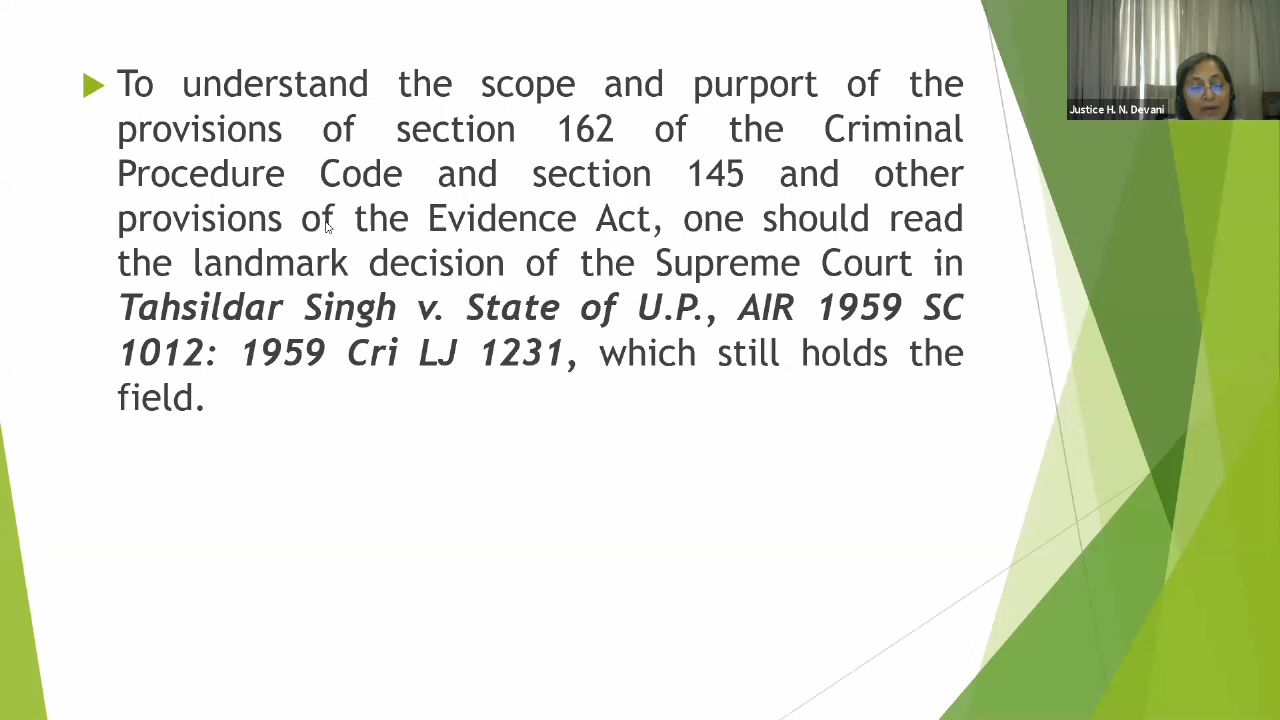 To understand the scope and purport of the
provisions of section 162 of the Criminal
Procedure Code and section 145 and other
provisions of the Evidence Act, one should read
the landmark decision of the Supreme Court in
Tahsildar Singh v. State of U.P., AIR 1959 SC
1012: 1959 Cri LJ 1231, which still holds the
field.
Justice H. N. Devani